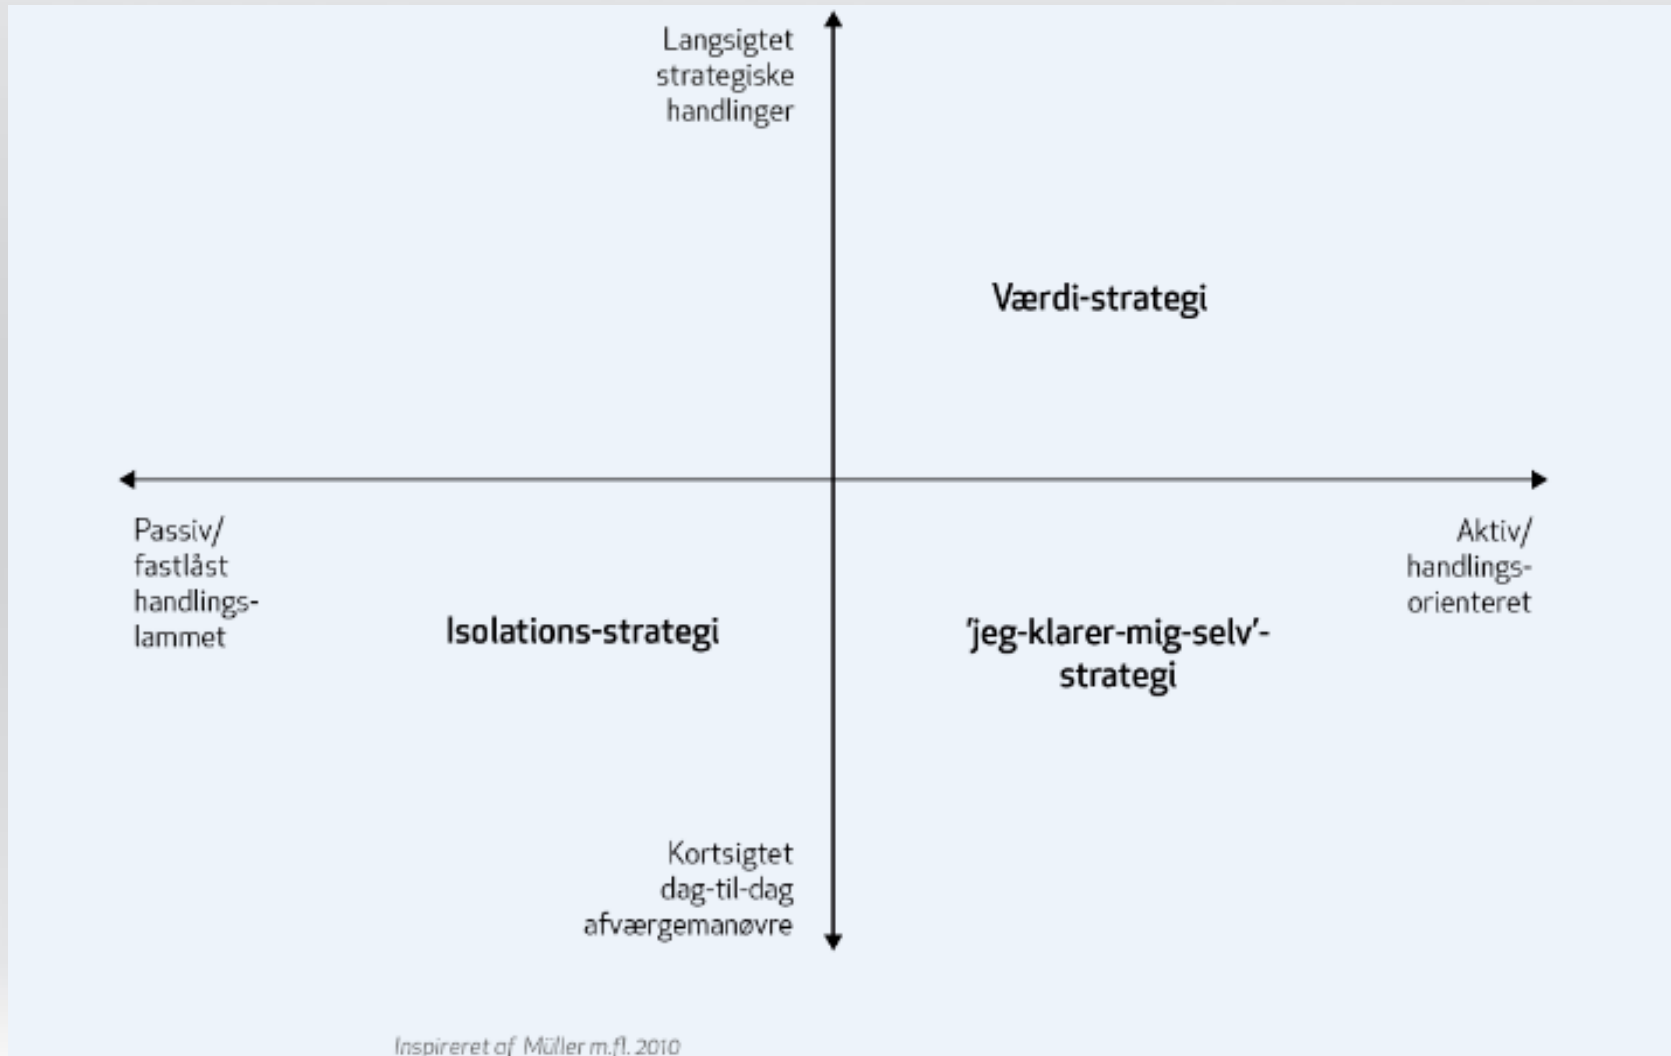 Langsigtet
strategiske
handlinger
Værdi-strategi
Passiv/
fastlåst
handlings-
lammet
Aktiv/
handlings-
orienteret
Isolations-strategi
'jeg-klarer-mig-selv'-
strategi
Kortsigtet
dag-til-dag
afværgemanøvre
Inspireret af Müller m.fl. 2010